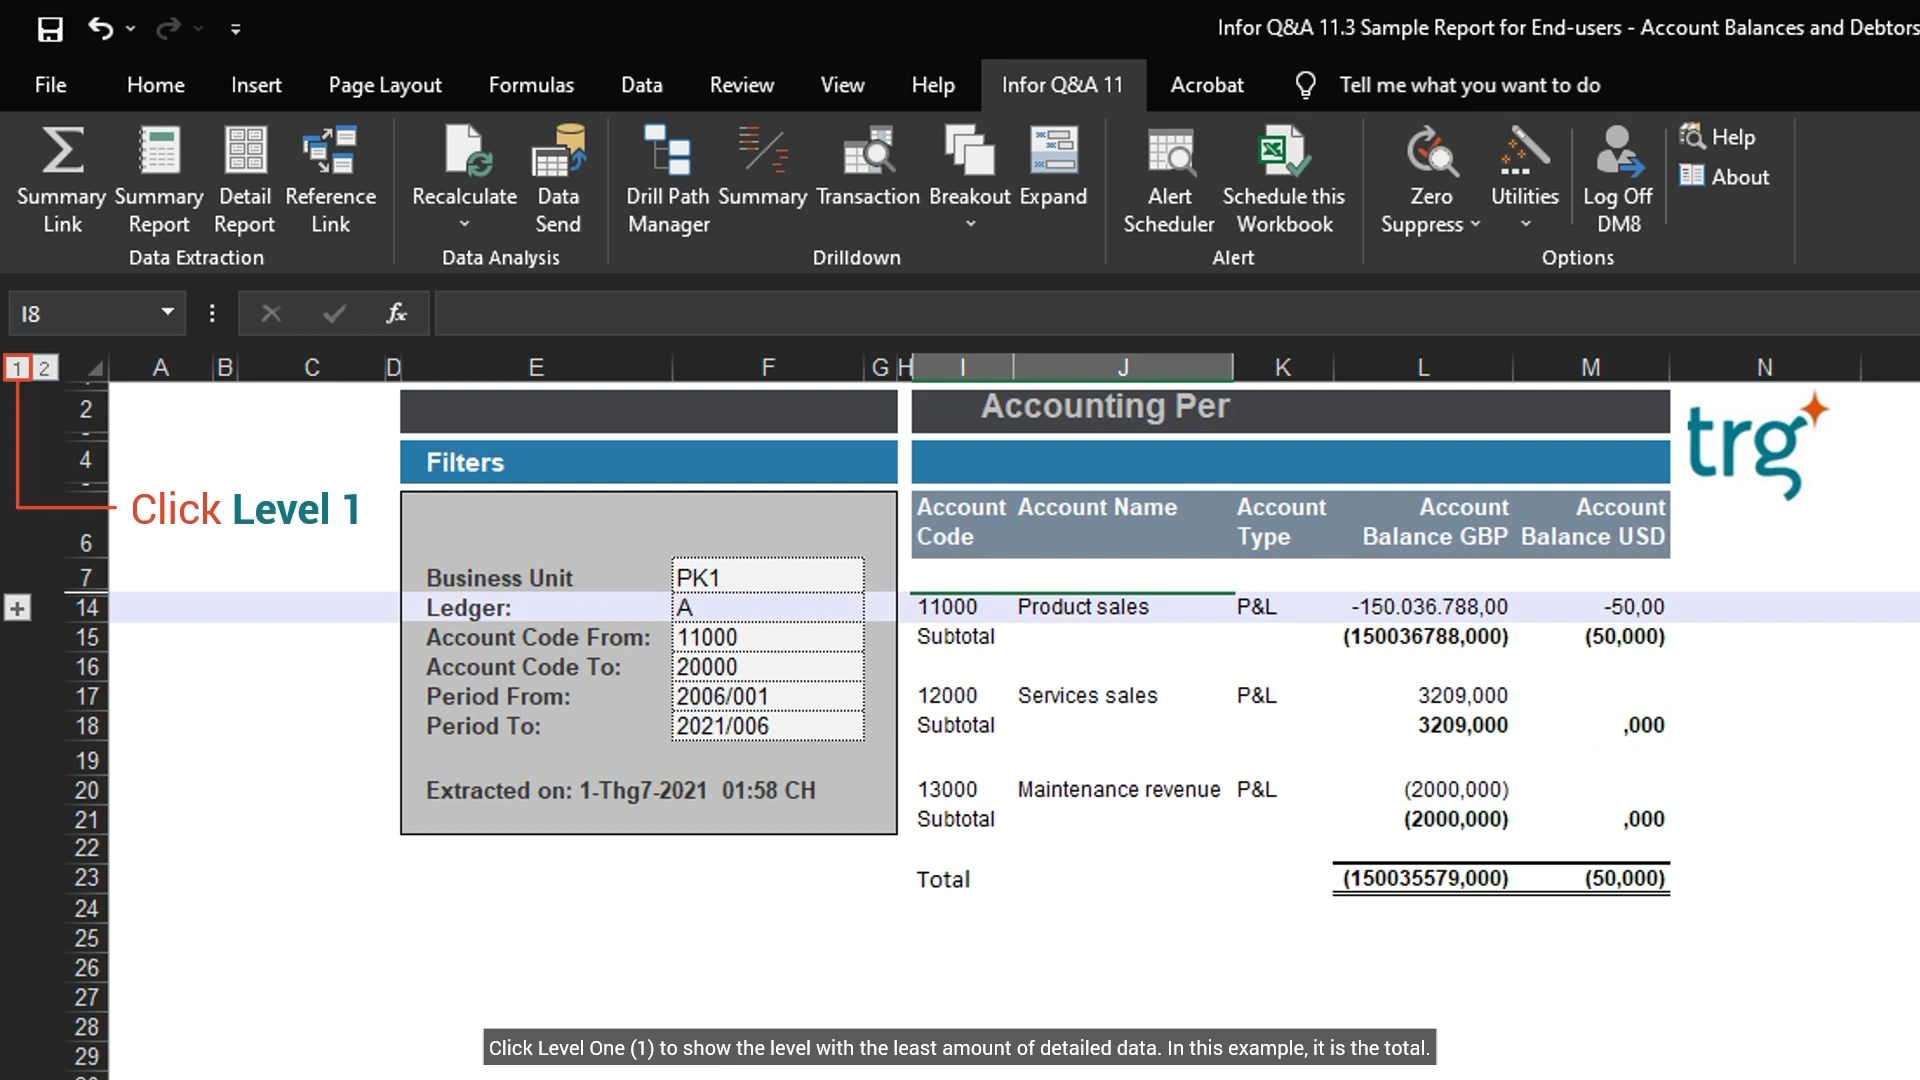 Infor Q&A 11.3 Sample Report for End-users - Account Balances and Debtors
File Home Insert Page Layout Formulas Data Review View Help Infor Q&A 11 Acrobat Tell me what you want to do
Summary Link
Summary Report
Detail Report
Reference Link
Data Extraction
Recalculate
Data Send
Data Analysis
Drill Path Manager
Summary
Transaction
Breakout
Expand
Drilldown
Alert Scheduler
Schedule this Workbook
Alert
Zero Suppress
Utilities
Log Off DM8
Options
Help
About
I8
fx
1 2
A B C D E F G H I J K L M N
2 Accounting Per
trg
4 Filters
Click Level 1
Account Account Name Account Account Account
6 Code Type Balance GBP Balance USD
7 Business Unit PK1
+ 14 Ledger: A 11000 Product sales P&L -150.036.788,00 -50,00
15 Account Code From: 11000 Subtotal (150036788,000) (50,000)
16 Account Code To: 20000
17 Period From: 2006/001 12000 Services sales P&L 3209,000
18 Period To: 2021/006 Subtotal 3209,000 ,000
19
20 Extracted on: 1-Thg7-2021 01:58 CH 13000 Maintenance revenue P&L (2000,000)
21 Subtotal (2000,000) ,000
22
23 Total (150035579,000) (50,000)
24
25
26
27
28
29
Click Level One (1) to show the level with the least amount of detailed data. In this example, it is the total.